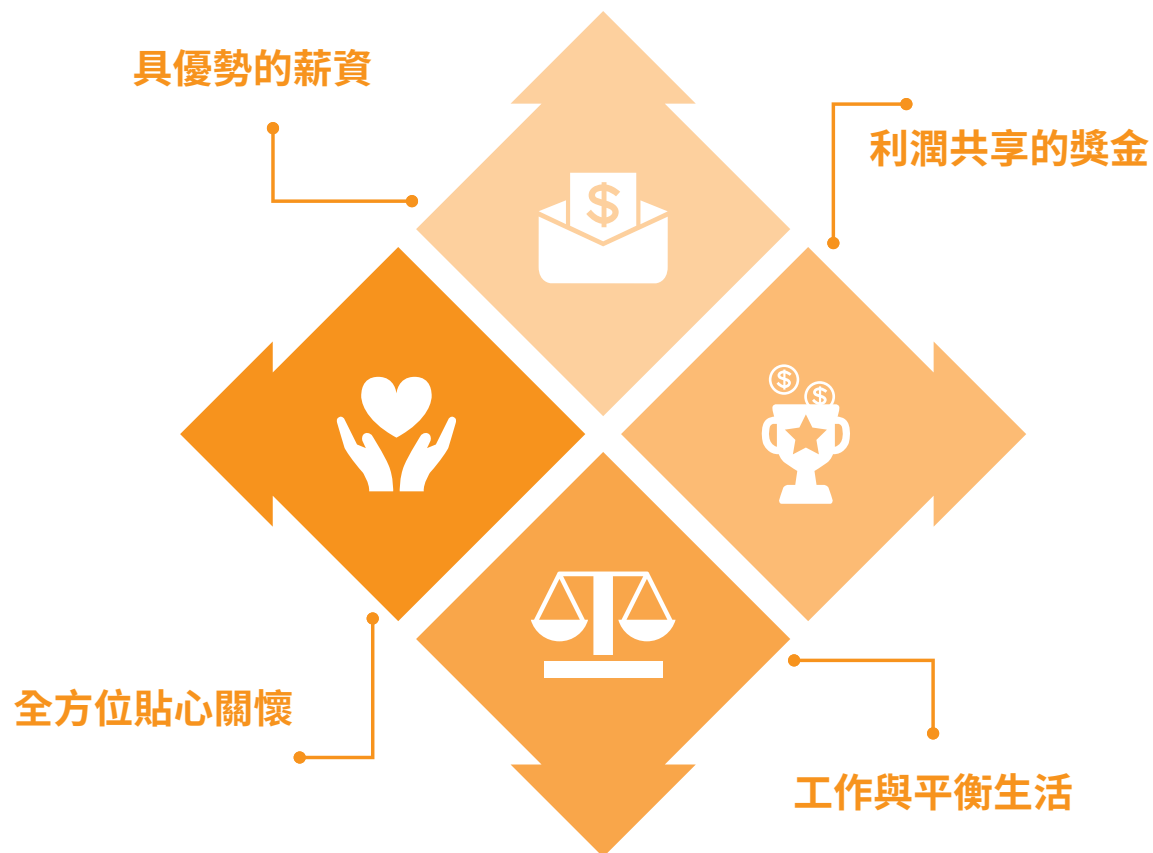 具優勢的薪資
利潤共享的獎金
全方位貼心關懷
工作與平衡生活